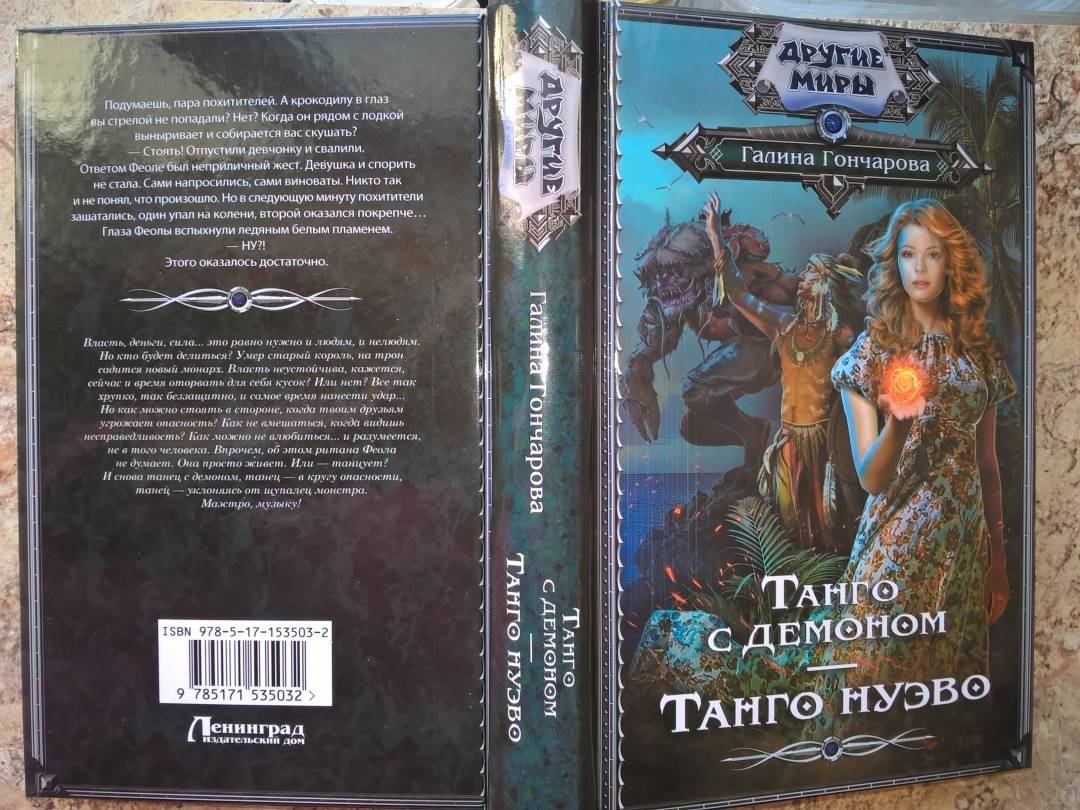 Подумаешь, пара похитителей. А крокодилу в глаз
вы стрелой не попадали? Нет? Когда он рядом с лодкой
выныривает и собирается вас скушать?
— Стоять! Отпустили девчонку и свалили.
Ответом Феоле был неприличный жест. Девушка и спорить
не стала. Сами напросились, сами виноваты. Никто так
и не понял, что произошло. Но в следующую минуту похитители
зашатались, один упал на колени, второй оказался покрепче...
Глаза Феолы вспыхнули ледяным белым пламенем.
— НУ?!
Этого оказалось достаточно.
Власть, деньги, сила... это равно нужно и людям, и нелюдям.
Но кто будет делиться? Умер старый король, на трон
садится новый монарх. Власть неустойчива, кажется,
сейчас и время оторвать для себя кусок? Или нет? Все так
хрупко, так беззащитно, и самое время нанести удар...
Но как можно стоять в стороне, когда твоим друзьям
угрожает опасность? Как не вмешаться, когда видишь
несправедливость? Как можно не влюбиться... и разумеется,
не в того человека. Впрочем, об этом ритана Феола
не думает. Она просто живет. Или — танцует?
И снова танец с демоном, танец — в кругу опасности,
танец — уклоняясь от щупалец монстра.
Маэстро, музыку!
ISBN 978-5-17-153503-2
9 785171 535032 >
Ленинград
издательский дом
ДРУГИЕ
МИРЫ
Галина Гончарова
Танго
с демоном
Танго нуэво
ДРУГИЕ
МИРЫ
Галина Гончарова
Танго
с демоном
Танго нуэво